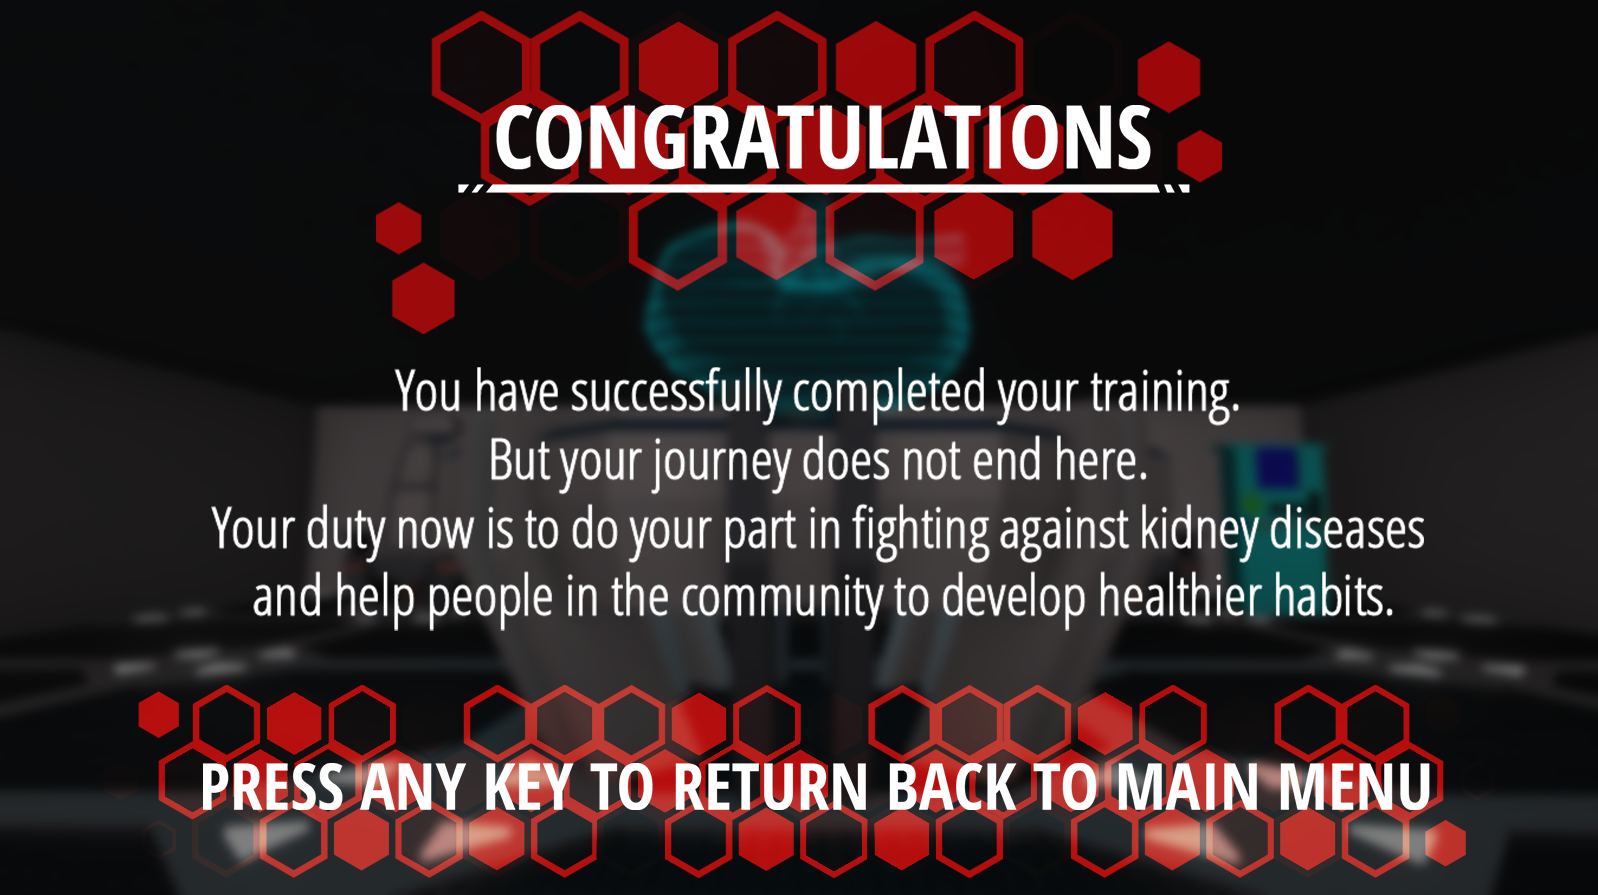 CONGRATULATIONS
You have successfully completed your training.
But your journey does not end here.
Your duty now is to do your part in fighting against kidney diseases
and help people in the community to develop healthier habits.
PRESS ANY KEY TO RETURN BACK TO MAIN MENU